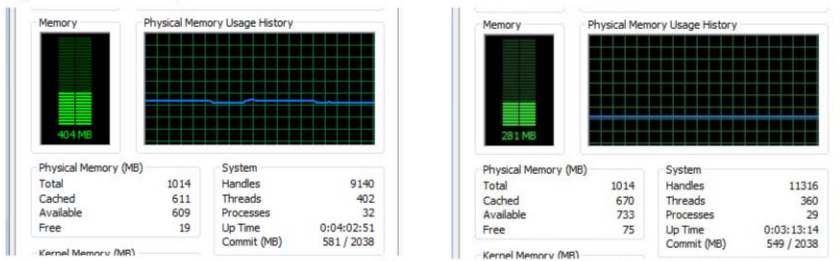 Memory
Physical Memory Usage History
404 MB
Physical Memory (MB)
Total 1014
Cached 611
Available 609
Free 19
System
Handles 9140
Threads 402
Processes 32
Up Time 0:04:02:51
Commit (MB) 581 / 2038
Kernel Memory (MB)
Memory
Physical Memory Usage History
281 MB
Physical Memory (MB)
Total 1014
Cached 670
Available 733
Free 75
System
Handles 11316
Threads 360
Processes 29
Up Time 0:03:13:14
Commit (MB) 549 / 2038
Kernel Memory (MB)